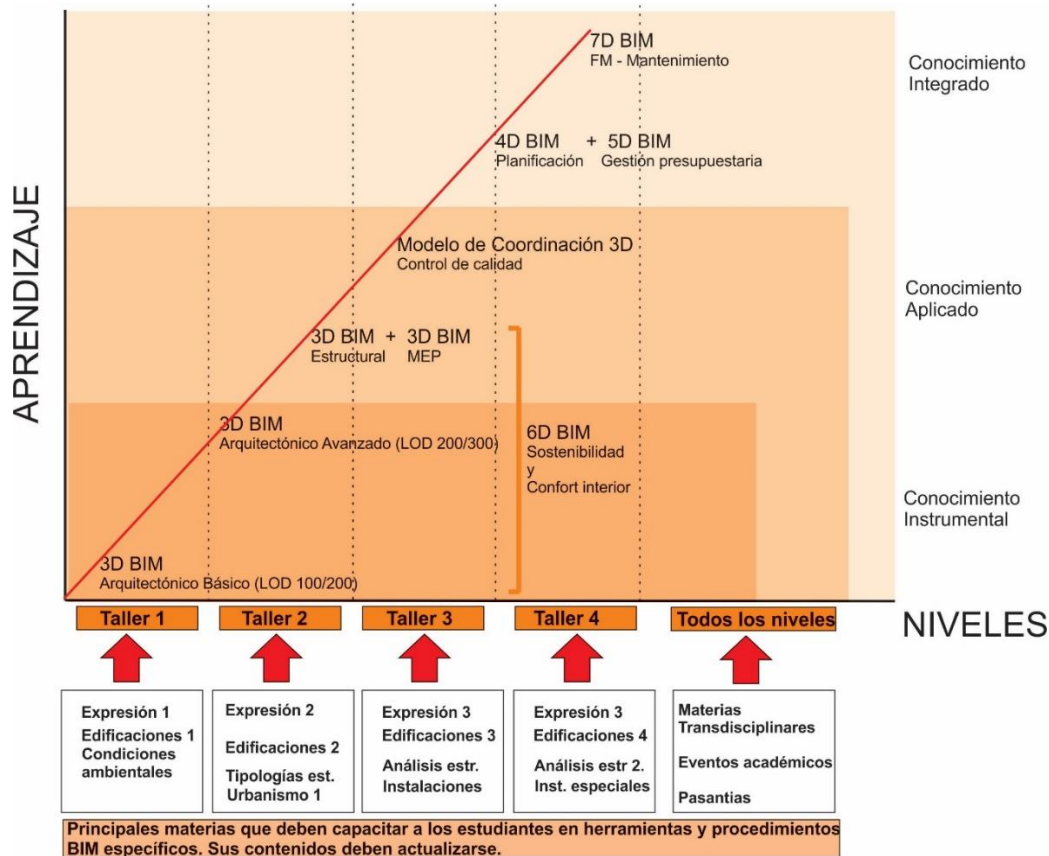 7D BIM
FM - Mantenimiento
Conocimiento
Integrado
4D BIM + 5D BIM
Planificación Gestión presupuestaria
APRENDIZAJE
Modelo de Coordinación 3D
Control de calidad
Conocimiento
Aplicado
3D BIM + 3D BIM
Estructural MEP
3D BIM
Arquitectónico Avanzado (LOD 200/300)
6D BIM
Sostenibilidad
y
Confort interior
Conocimiento
Instrumental
3D BIM
Arquitectónico Básico (LOD 100/200)
Taller 1
Taller 2
Taller 3
Taller 4
Todos los niveles
NIVELES
Expresión 1
Edificaciones 1
Condiciones
ambientales
Expresión 2
Edificaciones 2
Tipologías est.
Urbanismo 1
Expresión 3
Edificaciones 3
Análisis estr.
Instalaciones
Expresión 3
Edificaciones 4
Análisis estr 2.
Inst. especiales
Materias
Transdisciplinares
Eventos académicos
Pasantias
Principales materias que deben capacitar a los estudiantes en herramientas y procedimientos
BIM específicos. Sus contenidos deben actualizarse.